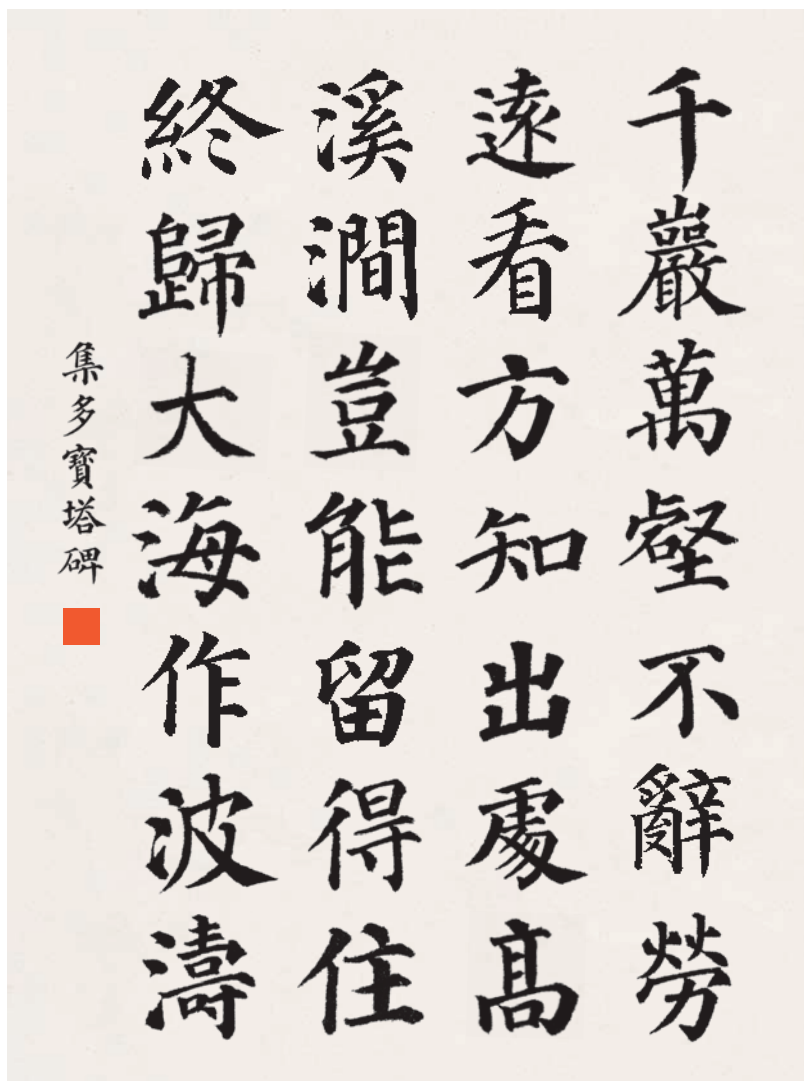 千巖萬壑不辭勞
遠看方知出處高
溪澗豈能留得住
終歸大海作波濤
集多寶塔碑